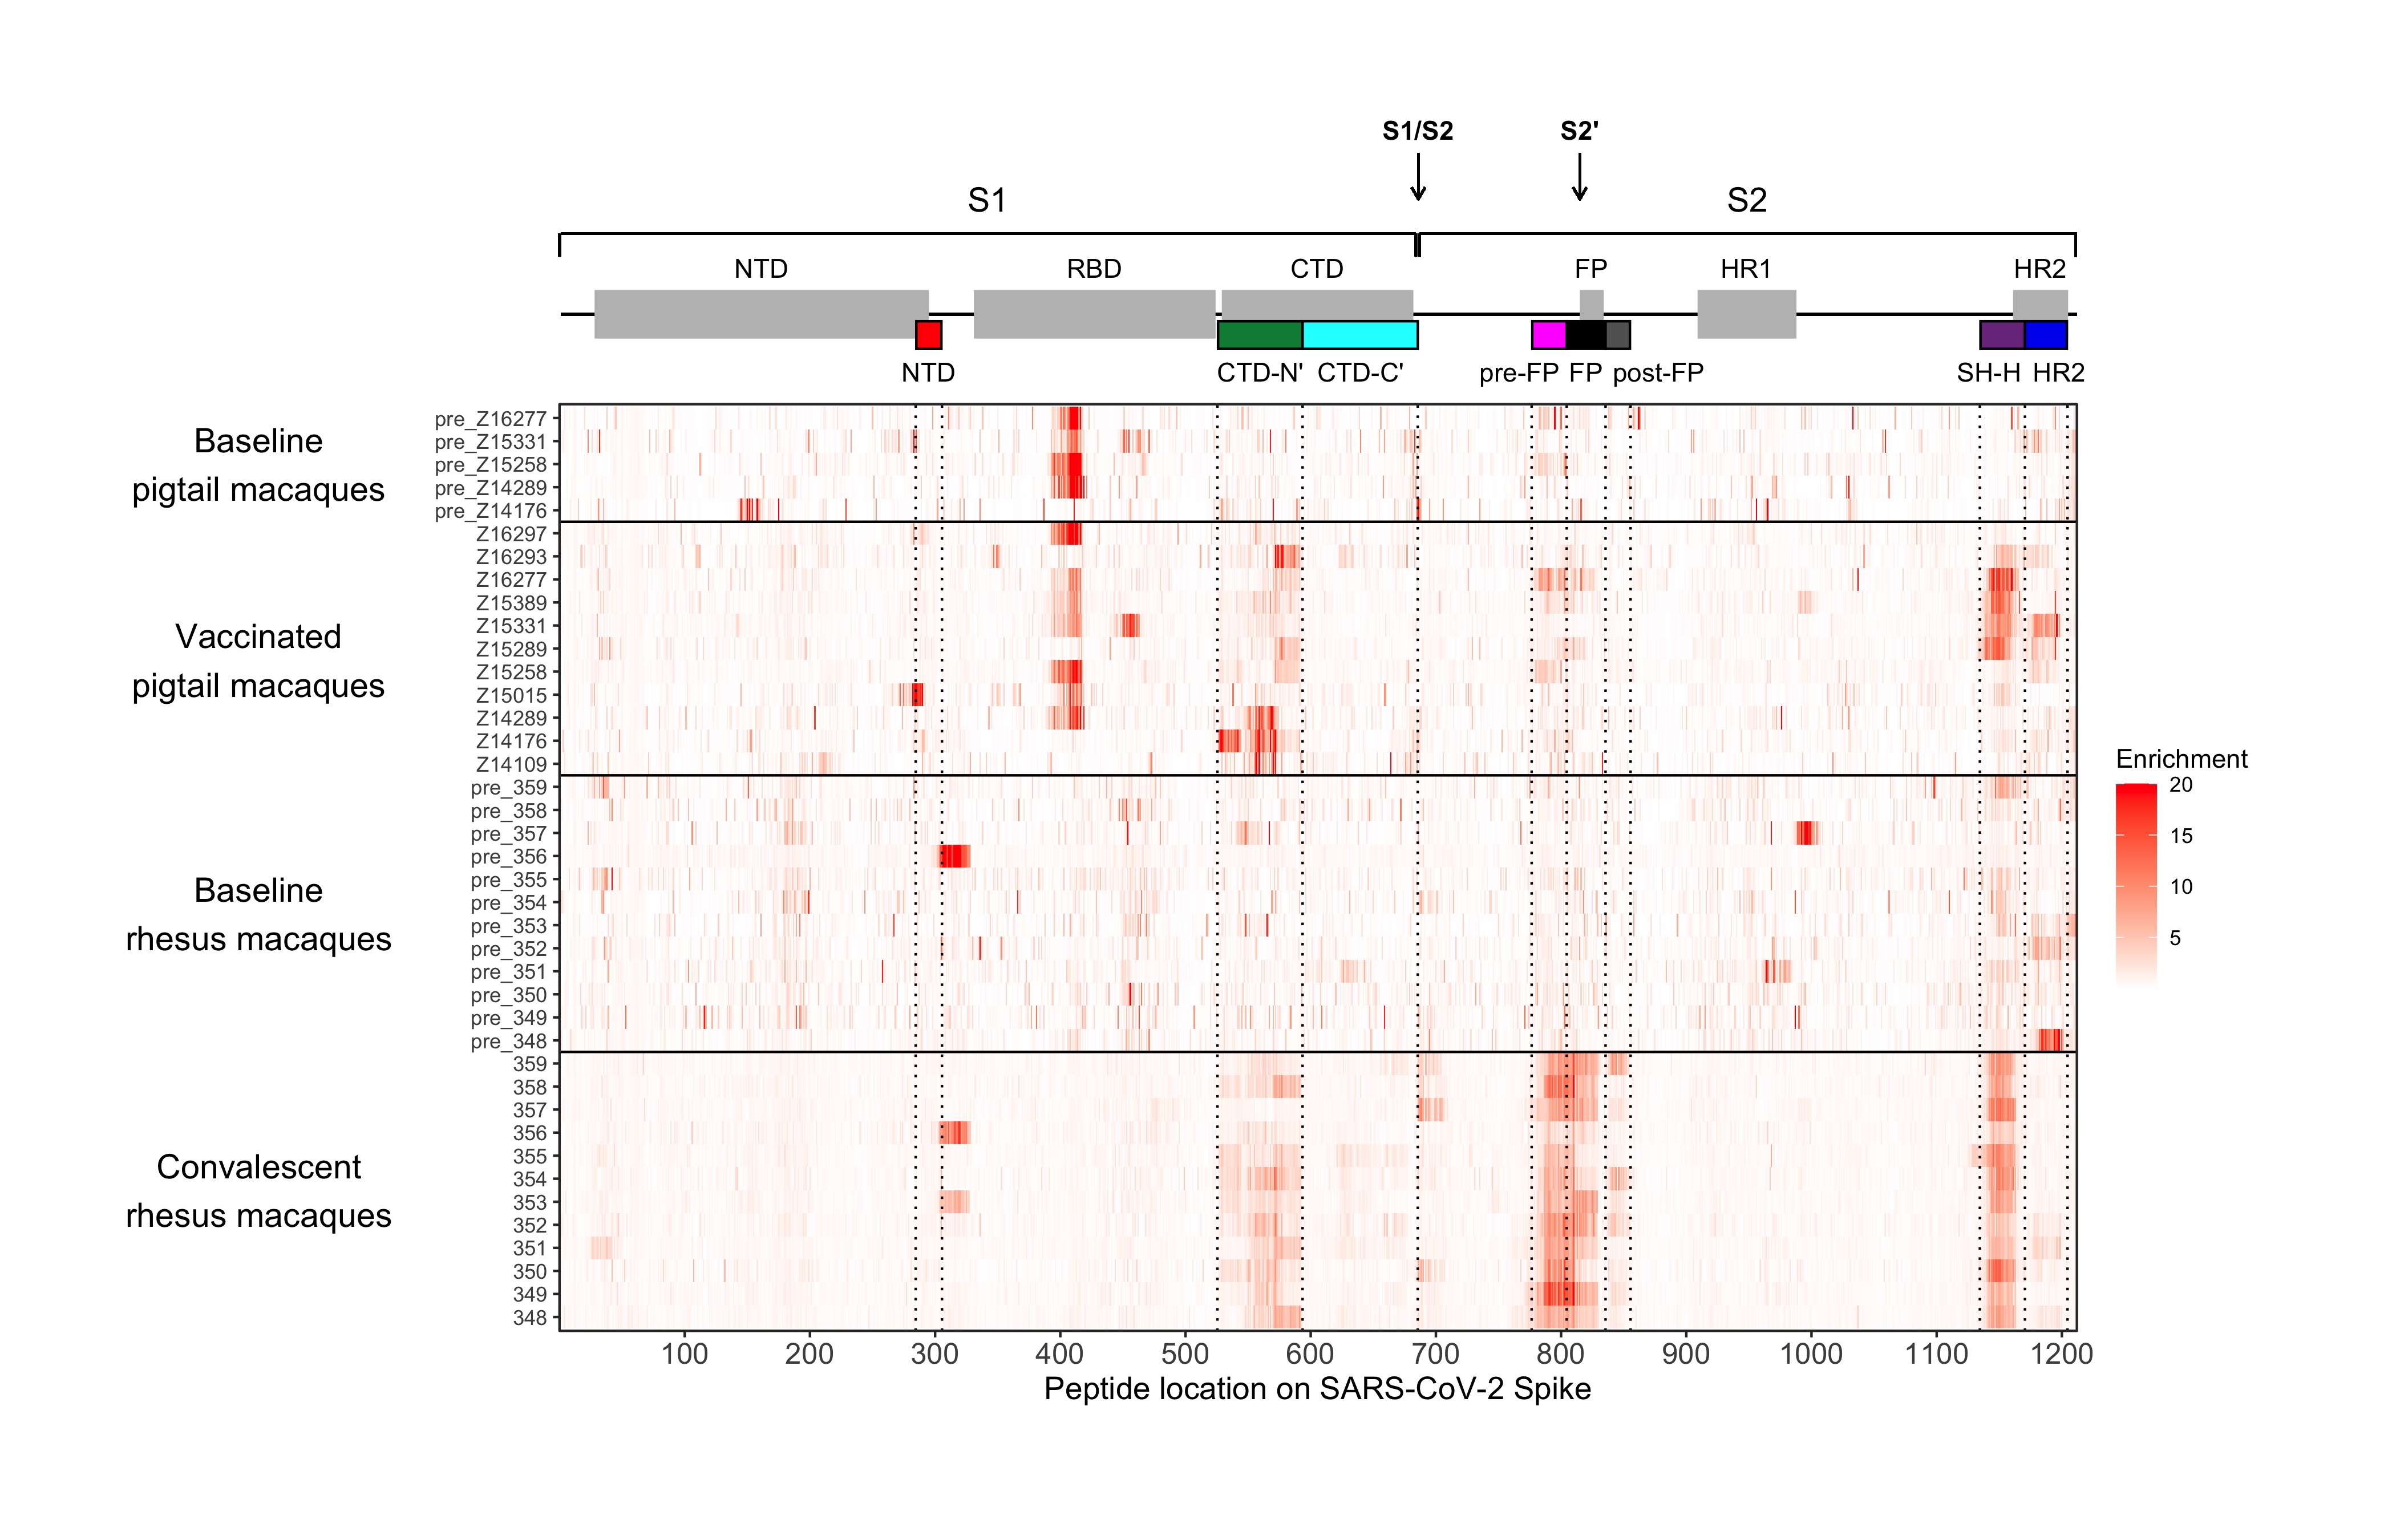 S1/S2 S2'
S1 S2
NTD RBD CTD FP HR1 HR2
NTD CTD-N' CTD-C' pre-FP FP post-FP SH-H HR2
Baseline
pigtail macaques
pre_Z16277
pre_Z15331
pre_Z15258
pre_Z14289
pre_Z14176
Vaccinated
pigtail macaques
Z16297
Z16293
Z16277
Z15389
Z15331
Z15289
Z15258
Z15015
Z14289
Z14176
Z14109
Baseline
rhesus macaques
pre_359
pre_358
pre_357
pre_356
pre_355
pre_354
pre_353
pre_352
pre_351
pre_350
pre_349
pre_348
Convalescent
rhesus macaques
359
358
357
356
355
354
353
352
351
350
349
348
100 200 300 400 500 600 700 800 900 1000 1100 1200
Peptide location on SARS-CoV-2 Spike
Enrichment
20
15
10
5